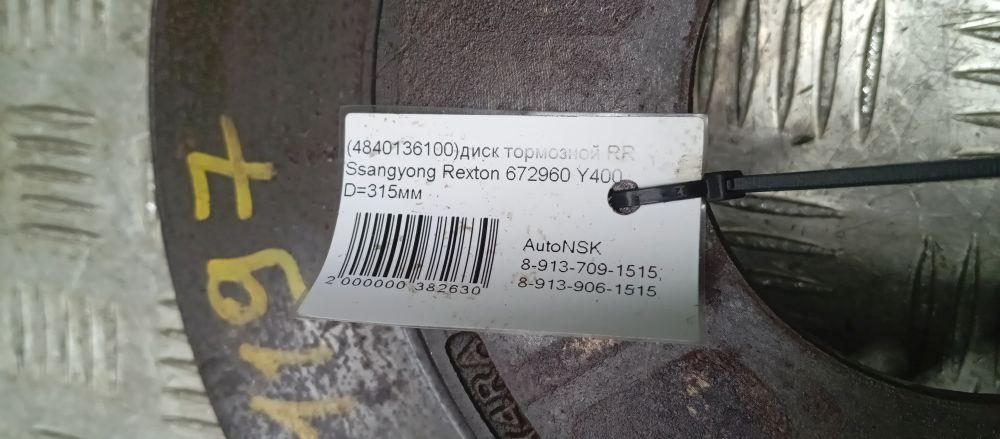 (4840136100)диск тормозной RR
Ssangyong Rexton 672960 Y400
D=315мм
AutoNSK
8-913-709-1515;
8-913-906-1515
2 000000 382630